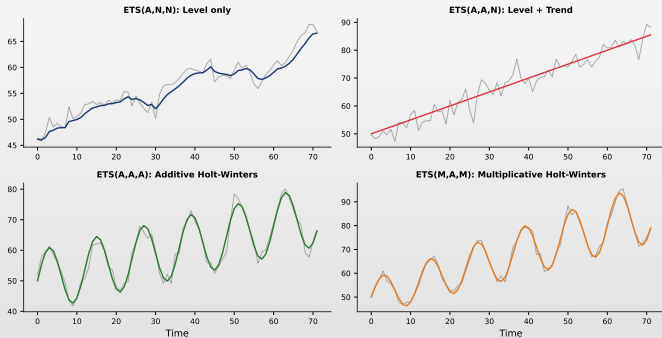 ETS(A,N,N): Level only
65
60
55
50
45
0 10 20 30 40 50 60 70
ETS(A,A,N): Level + Trend
90
80
70
60
50
0 10 20 30 40 50 60 70
ETS(A,A,A): Additive Holt-Winters
80
70
60
50
40
0 10 20 30 40 50 60 70
Time
ETS(M,A,M): Multiplicative Holt-Winters
90
80
70
60
50
0 10 20 30 40 50 60 70
Time